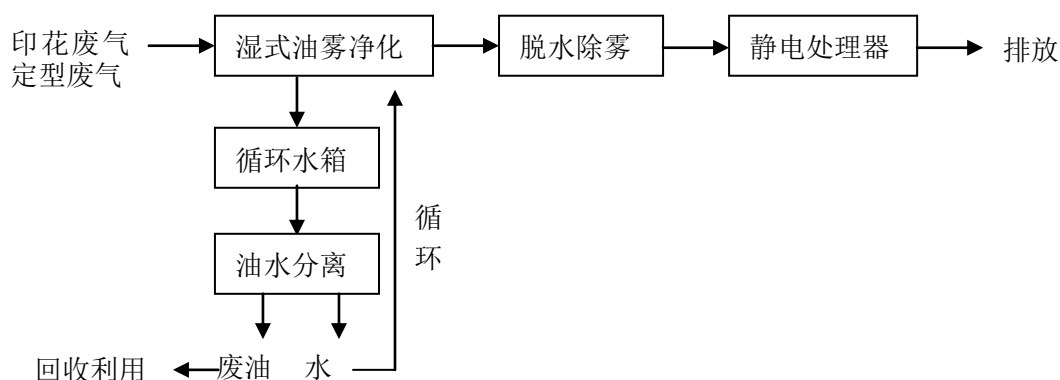 印花废气
定型废气
湿式油雾净化
脱水除雾
静电处理器
排放
循环水箱
循
环
油水分离
回收利用
废油
水